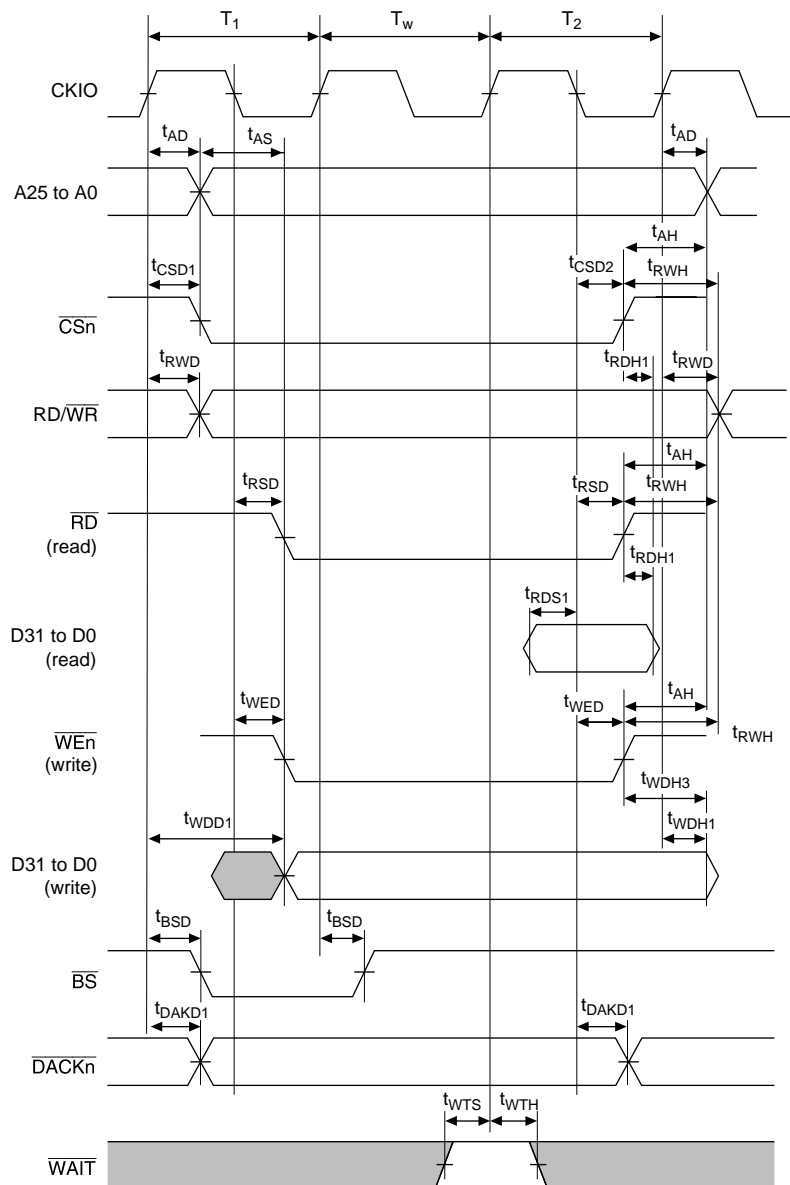 T1 Tw T2
CKIO
tAD tAS tAD
A25 to A0
tAH
tCSD1 tCSD2 tRWH
CSn
tRWD tRDH1 tRWD
RD/WR
tAH
tRSD tRSD tRWH
RD
(read)
tRDH1
tRDS1
D31 to D0
(read)
tWED tWED tAH
WEn
(write)
tRWH
tWDH3
tWDD1 tWDH1
D31 to D0
(write)
tBSD tBSD
BS
tDAKD1 tDAKD1
DACKn
tWTS tWTH
WAIT